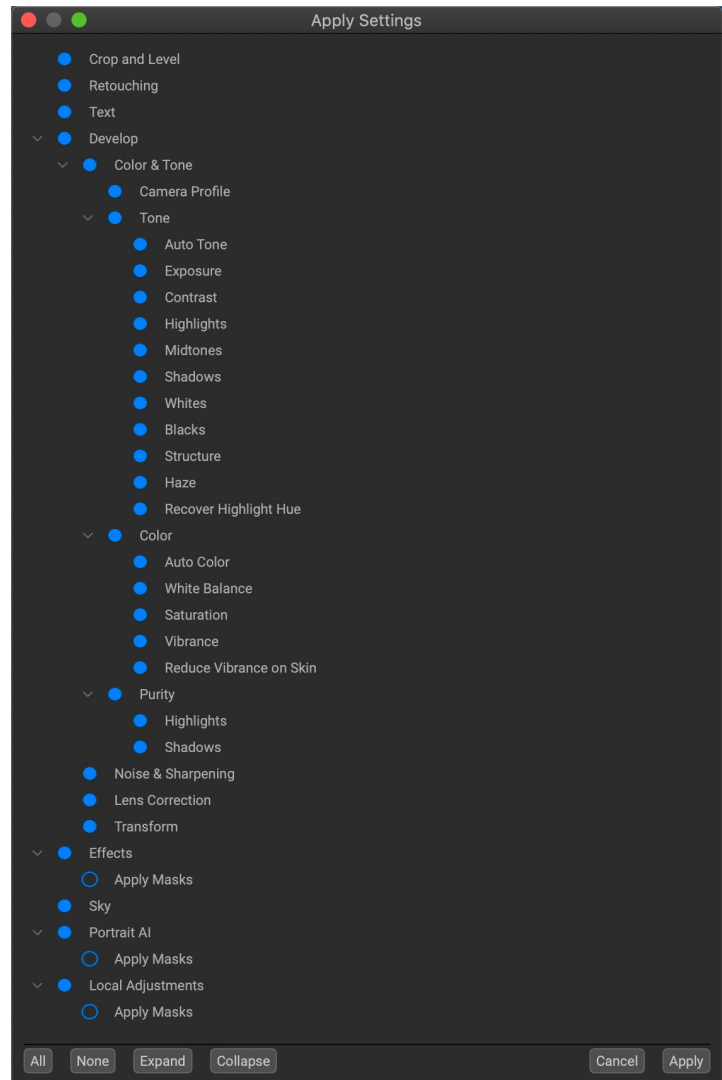 Apply Settings
Crop and Level
Retouching
Text
Develop
Color & Tone
Camera Profile
Tone
Auto Tone
Exposure
Contrast
Highlights
Midtones
Shadows
Whites
Blacks
Structure
Haze
Recover Highlight Hue
Color
Auto Color
White Balance
Saturation
Vibrance
Reduce Vibrance on Skin
Purity
Highlights
Shadows
Noise & Sharpening
Lens Correction
Transform
Effects
Apply Masks
Sky
Portrait AI
Apply Masks
Local Adjustments
Apply Masks
All None Expand Collapse Cancel Apply